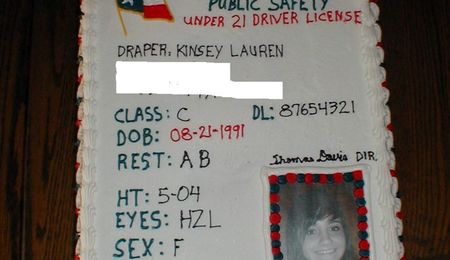 PUBLIC SAFETY
UNDER 21 DRIVER LICENSE
DRAPER, KINSEY LAUREN
CLASS: C DL: 87654321
DOB: 08-21-1991
REST: A B
Thomas Davis DIR.
HT: 5-04
EYES: HZL
SEX: F